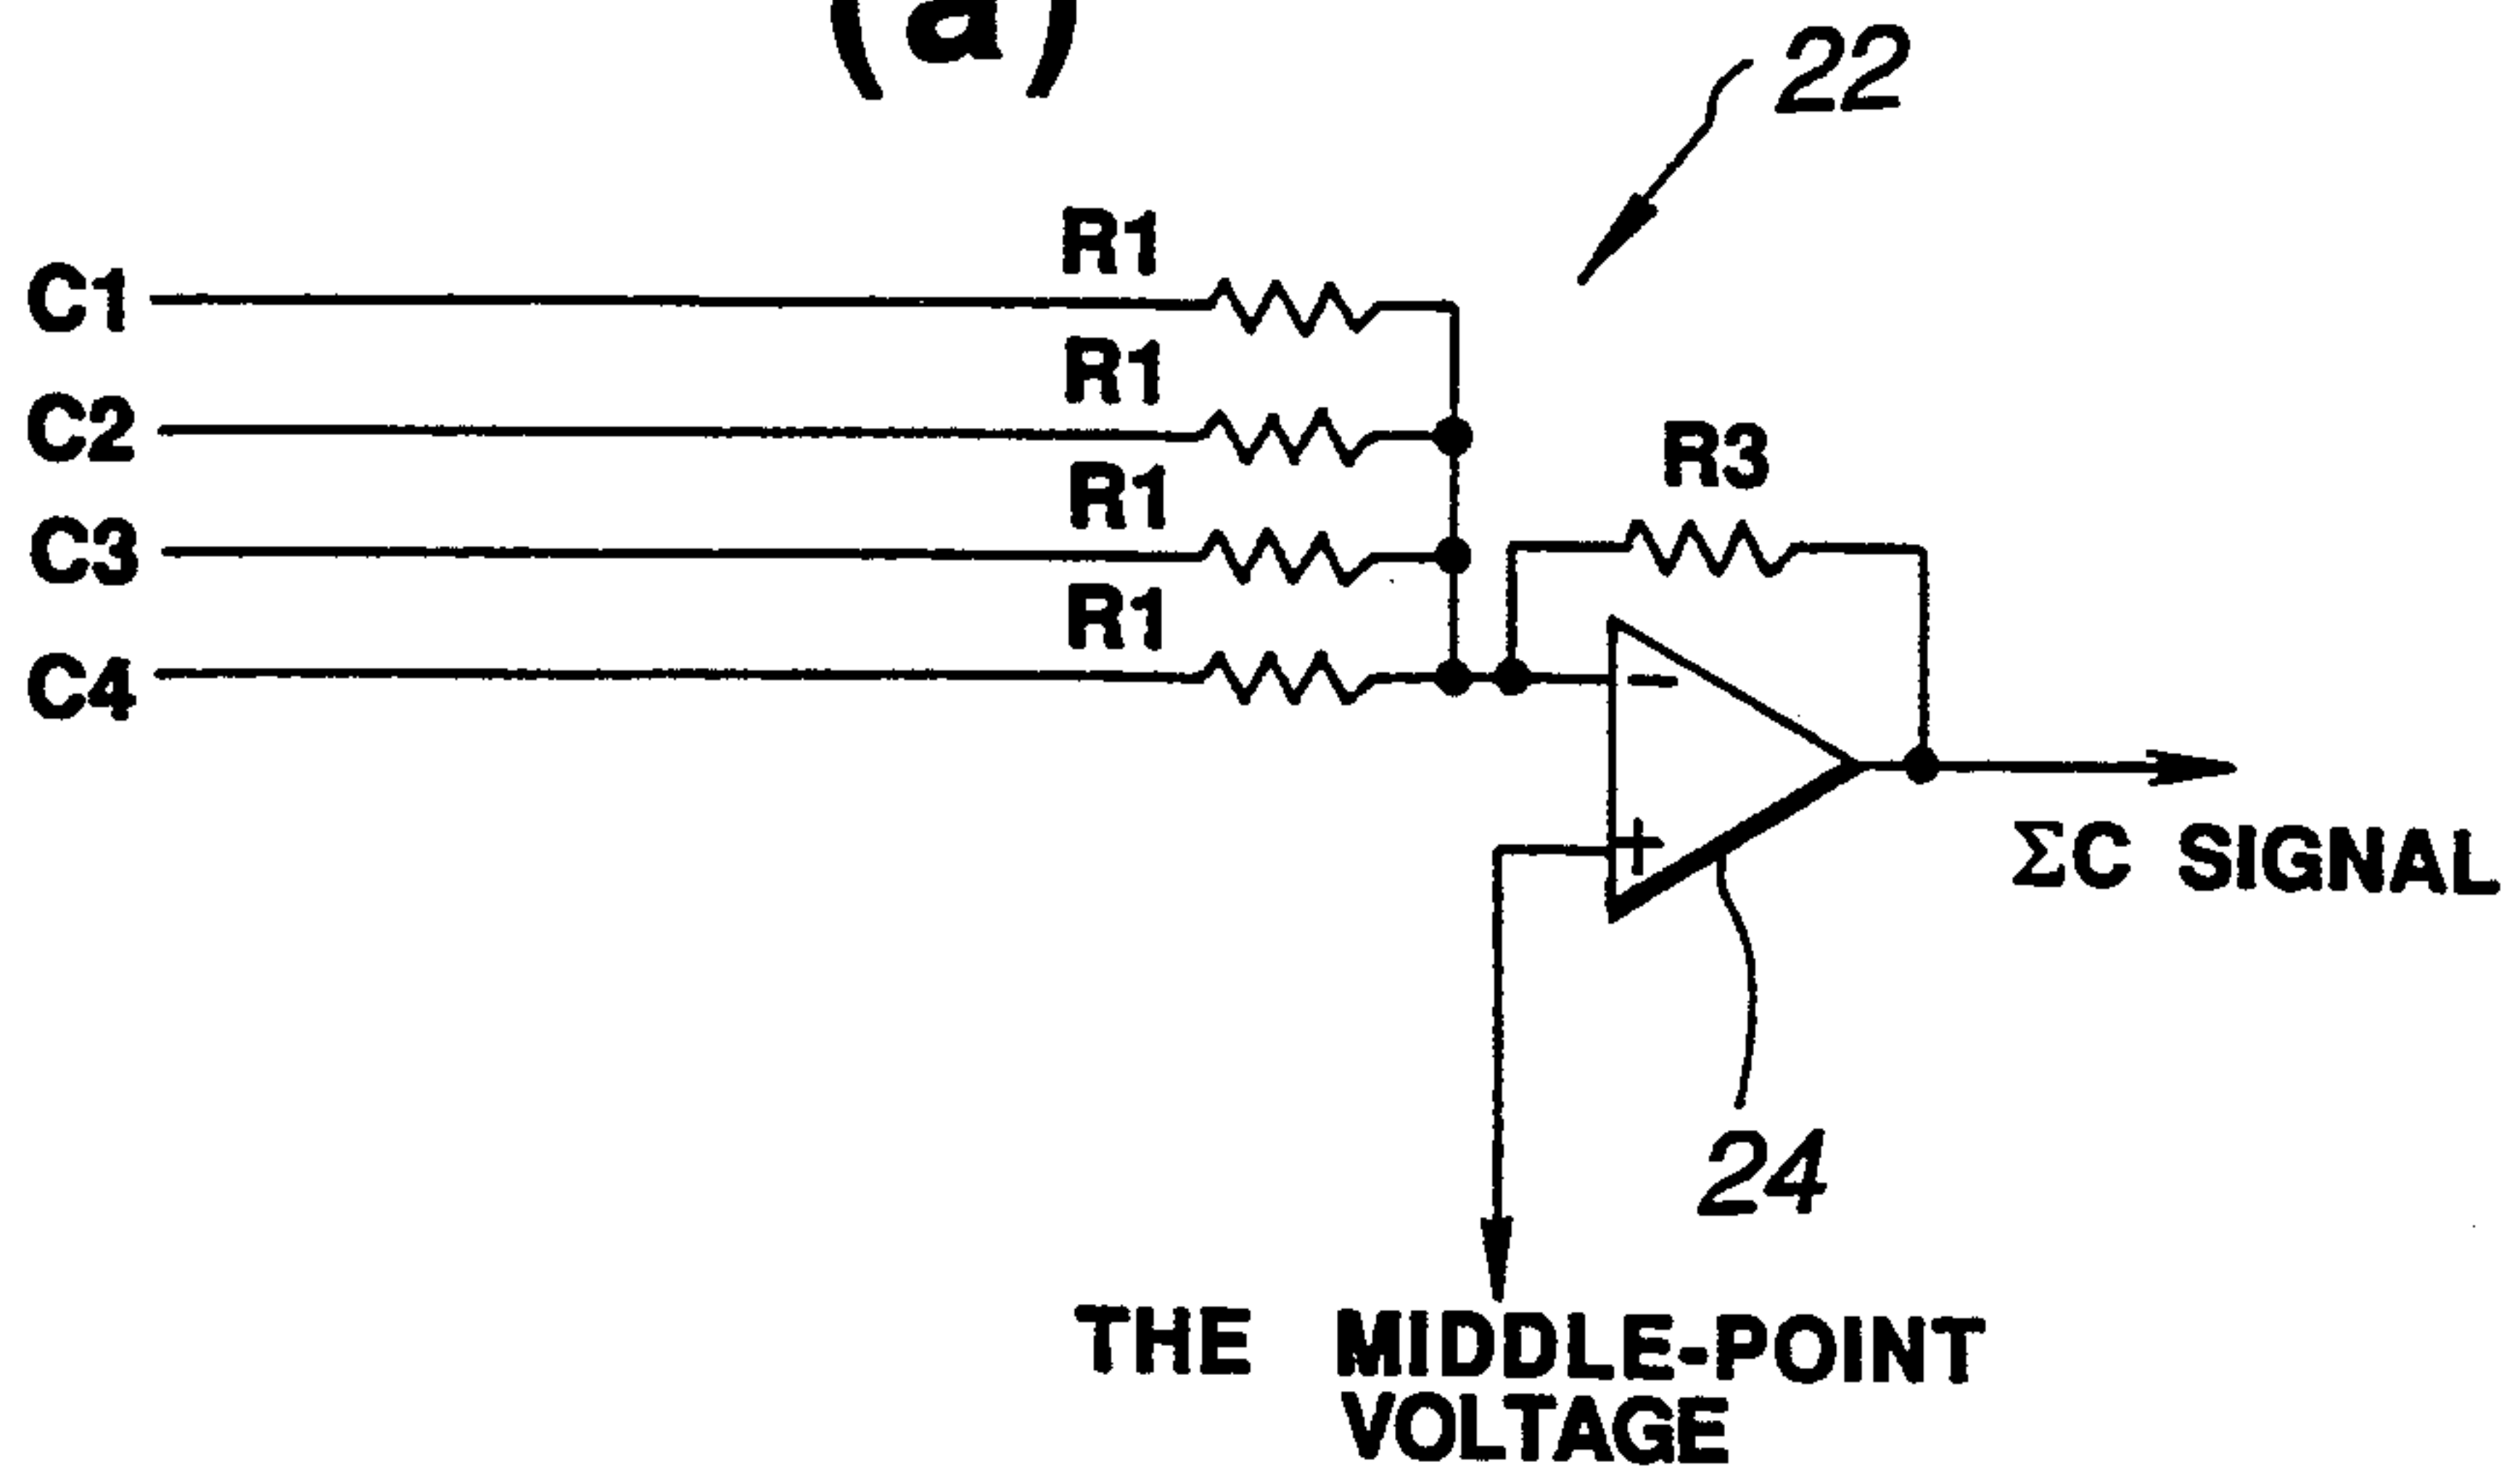 (a)
22
R1
C1
R1
C2
R3
R1
C3
R1
C4
-
+
ΣC SIGNAL
24
THE MIDDLE-POINT
VOLTAGE